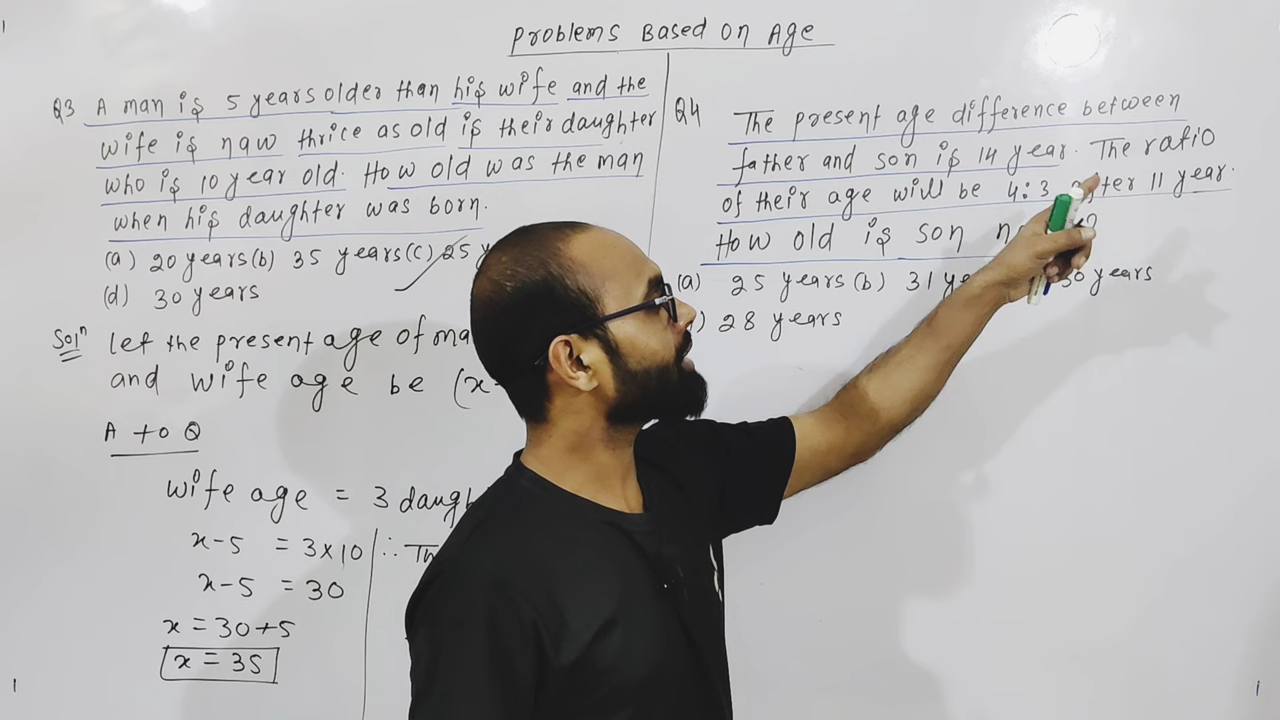 Problems Based On Age
Q3 A man is 5 years older than his wife and the
wife is naw thrice as old is their daughter
who is 10 year old. How old was the man
when his daughter was born.
(a) 20 years (b) 35 years (c) 25
(d) 30 years
Solⁿ let the present age of
and wife age be (x-
A to Q
wife age = 3
x-5 = 3×10
x-5 = 30
x = 30+5
x = 35
∴
Q4 The present age difference between
father and son is 14 year. The ratio
of their age will be 4:3 after 11 year.
How old is son
(a) 25 years (b) 31 30 years
28 years